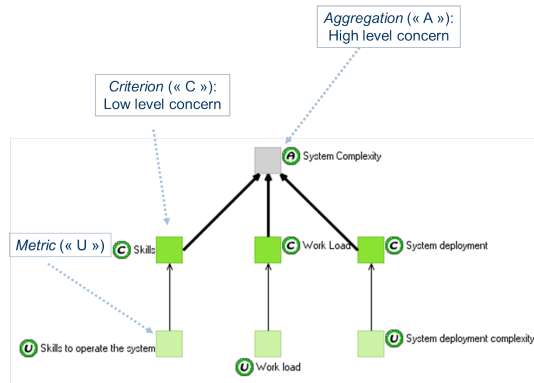 Aggregation (« A »):
High level concern
Criterion (« C »):
Low level concern
A System Complexity
Metric (« U »)
C Skills
C Work Load
C System deployment
U Skills to operate the system
U Work load
U System deployment complexity